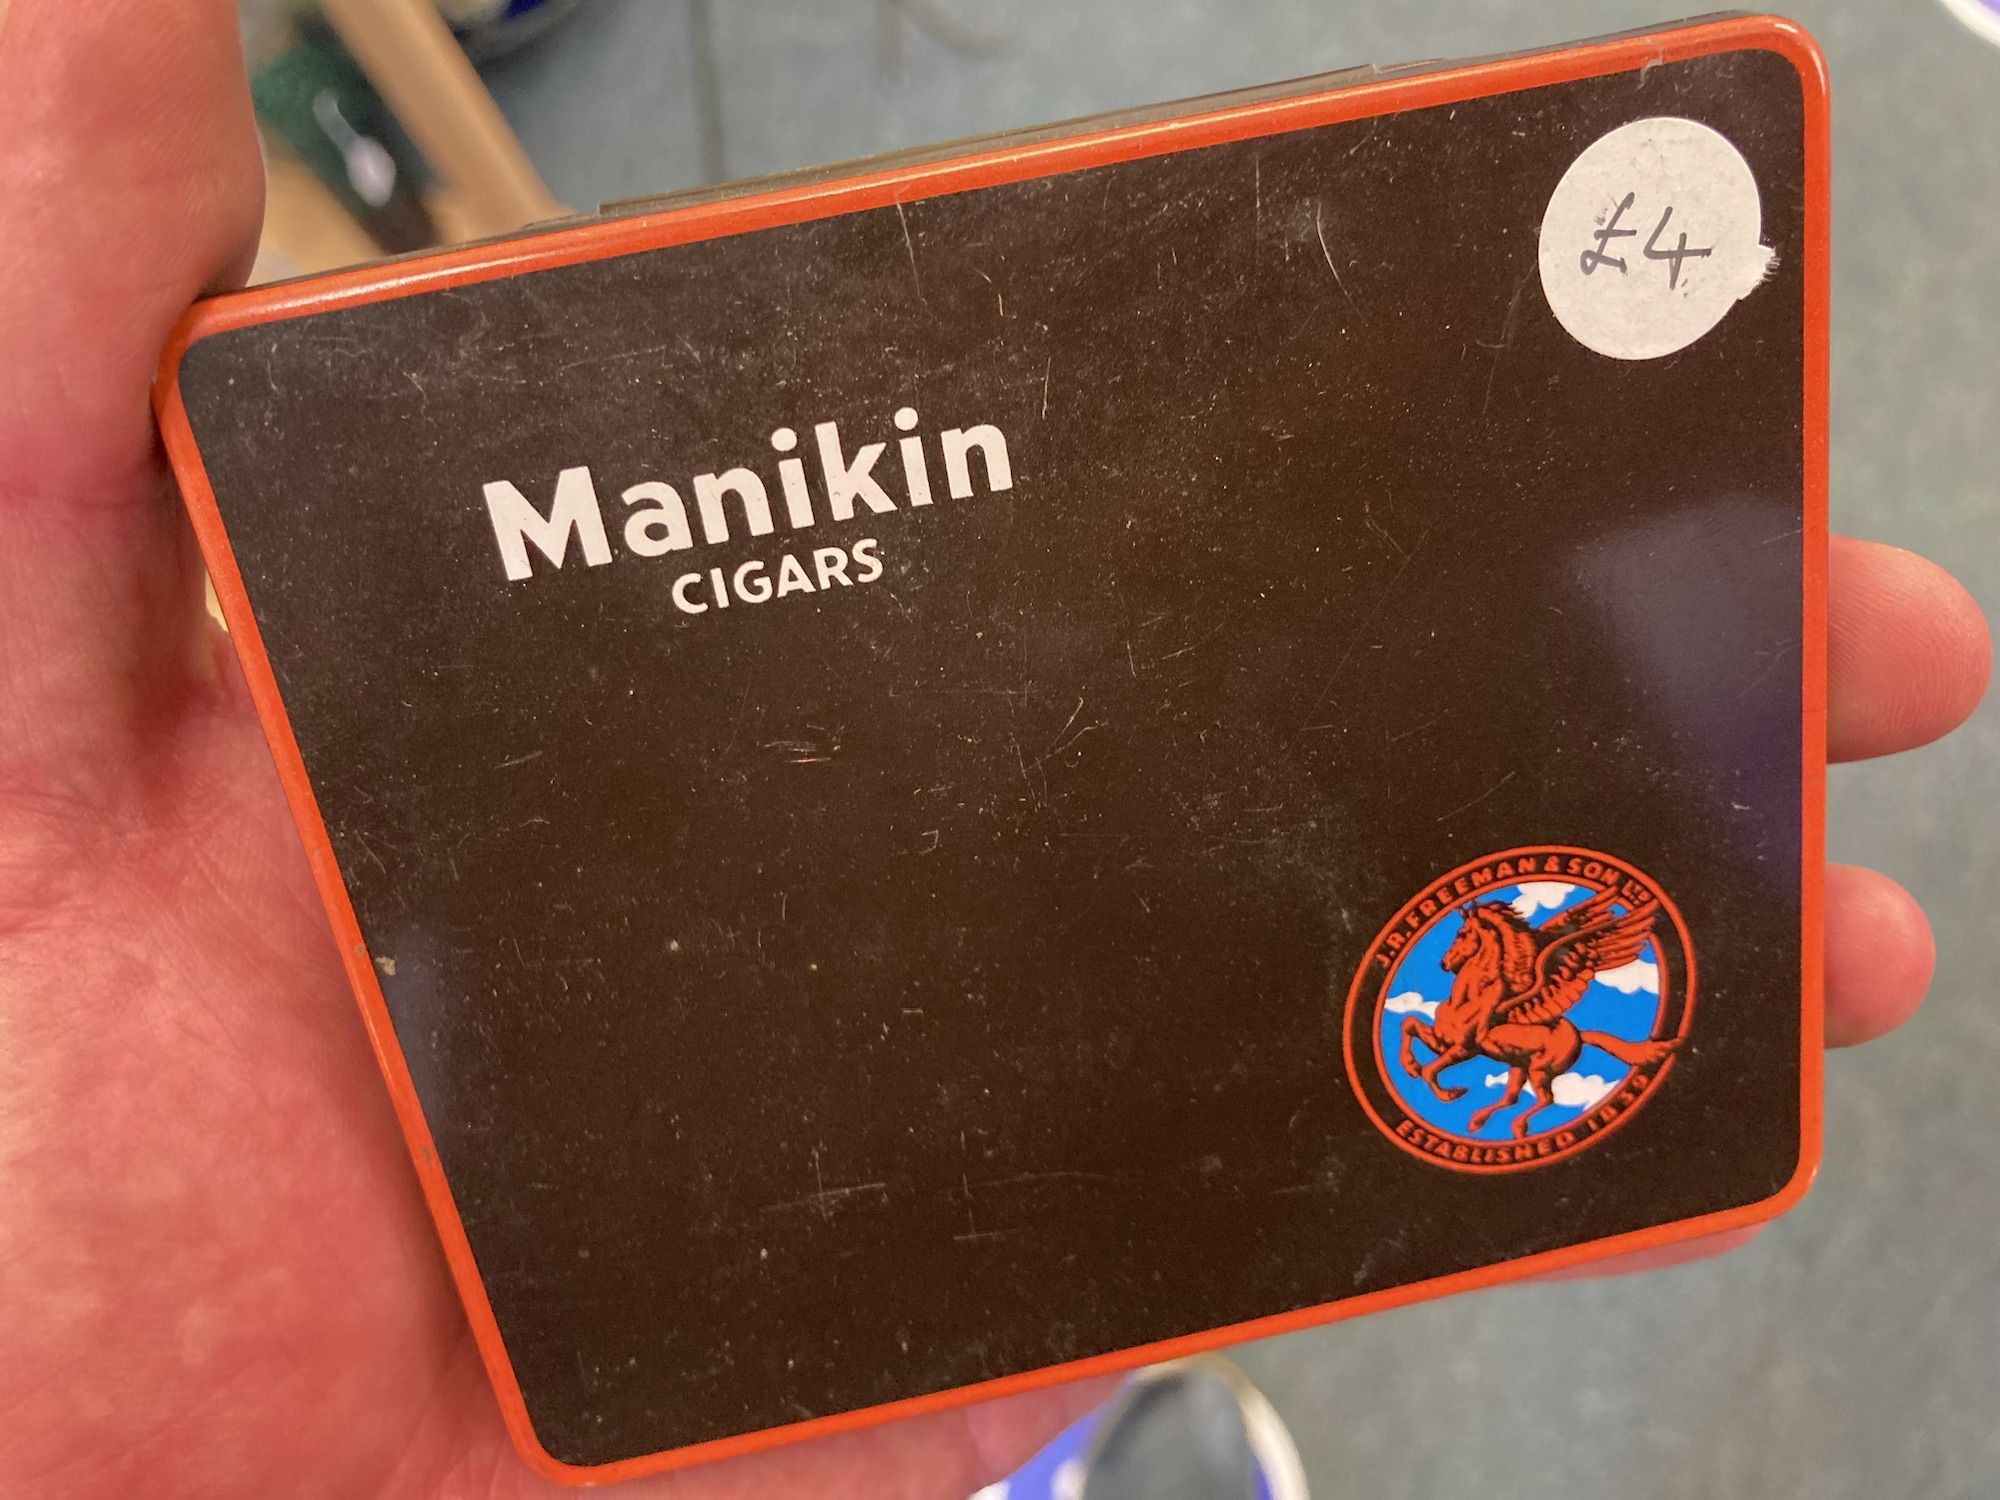 £4
Manikin
CIGARS
J.R. FREEMAN & SON LTD
ESTABLISHED 1839